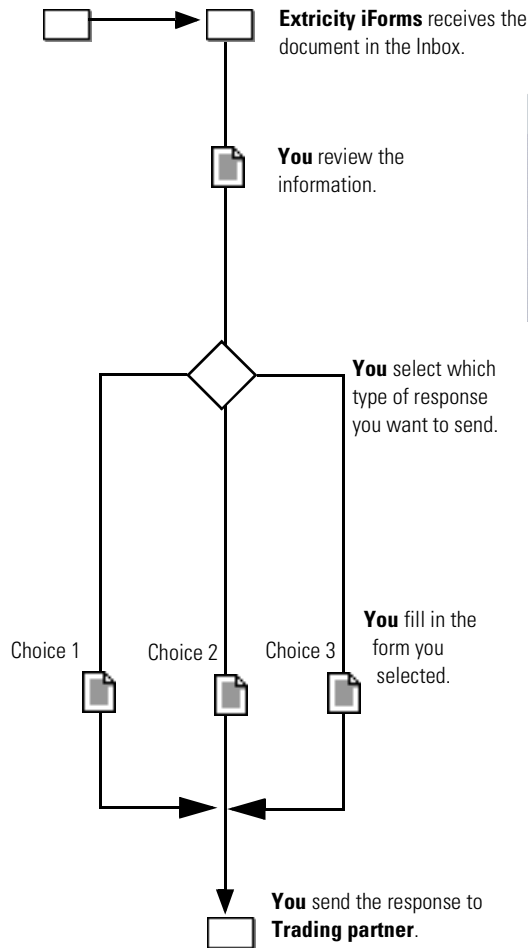 Extricity iForms receives the
document in the Inbox.
You review the
information.
You select which
type of response
you want to send.
You fill in the
form you
selected.
Choice 1
Choice 2
Choice 3
You send the response to
Trading partner.